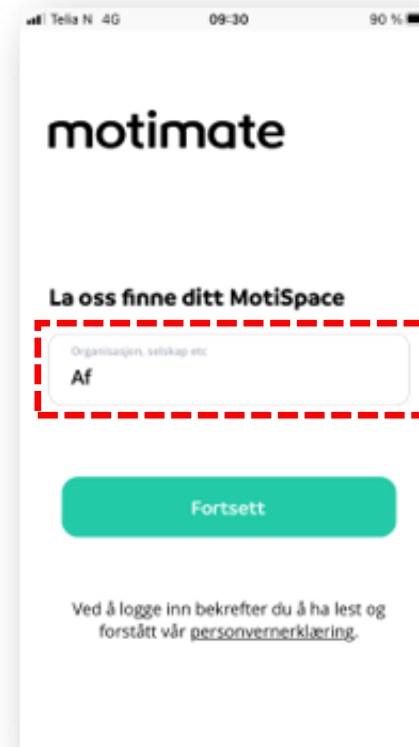 Telia N 4G 09:30 90 %
motimate
La oss finne ditt MotiSpace
Organisasjon, selskap etc
Af
Fortsett
Ved å logge inn bekrefter du å ha lest og
forstått vår personvernerklæring.